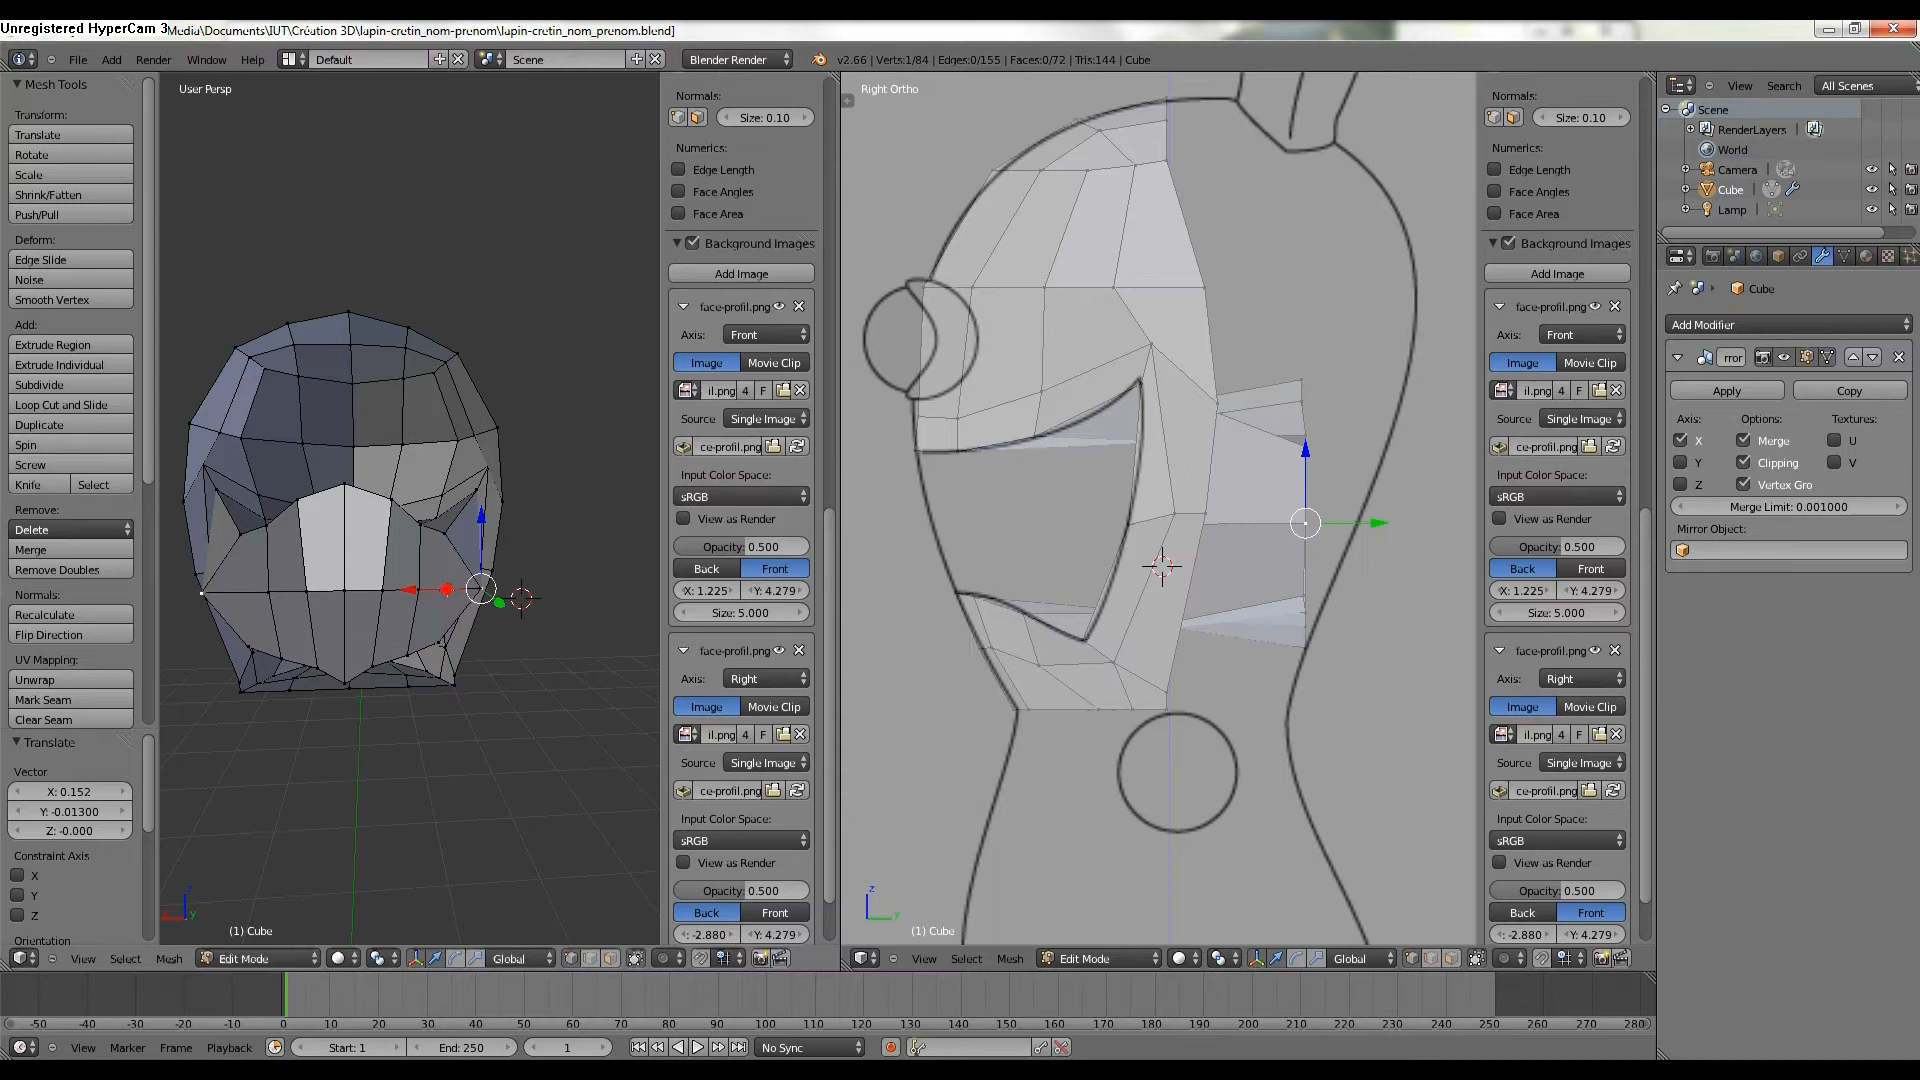 Unregistered HyperCam 3
Media\Documents\IUT\Création 3D\lapin-cretin_nom-prenom\lapin-cretin_nom_prenom.blend]
File Add Render Window Help Default Scene Blender Render v2.66 | Verts:1/84 | Edges:0/155 | Faces:0/72 | Tris:144 | Cube
Mesh Tools
Transform:
Translate
Rotate
Scale
Shrink/Fatten
Push/Pull
Deform:
Edge Slide
Noise
Smooth Vertex
Add:
Extrude Region
Extrude Individual
Subdivide
Loop Cut and Slide
Duplicate
Spin
Screw
Knife Select
Remove:
Delete
Merge
Remove Doubles
Normals:
Recalculate
Flip Direction
UV Mapping:
Unwrap
Mark Seam
Clear Seam
Translate
Vector
X: 0.152
Y: -0.01300
Z: -0.000
Constraint Axis
X
Y
Z
Orientation
User Persp
(1) Cube
Normals:
Size: 0.10
Numerics:
Edge Length
Face Angles
Face Area
Background Images
Add Image
face-profil.png
Axis: Front
Image Movie Clip
il.png 4 F
Source Single Image
ce-profil.png
Input Color Space:
sRGB
View as Render
Opacity: 0.500
Back Front
X: 1.225 Y: 4.279
Size: 5.000
face-profil.png
Axis: Right
Image Movie Clip
il.png 4 F
Source Single Image
ce-profil.png
Input Color Space:
sRGB
View as Render
Opacity: 0.500
Back Front
: -2.880 Y: 4.279
Right Ortho
(1) Cube
Normals:
Size: 0.10
Numerics:
Edge Length
Face Angles
Face Area
Background Images
Add Image
face-profil.png
Axis: Front
Image Movie Clip
il.png 4 F
Source Single Image
ce-profil.png
Input Color Space:
sRGB
View as Render
Opacity: 0.500
Back Front
X: 1.225 Y: 4.279
Size: 5.000
face-profil.png
Axis: Right
Image Movie Clip
il.png 4 F
Source Single Image
ce-profil.png
Input Color Space:
sRGB
View as Render
Opacity: 0.500
Back Front
: -2.880 Y: 4.279
View Search All Scenes
Scene
RenderLayers |
World
Camera |
Cube |
Lamp |
Cube
Add Modifier
rror
Apply Copy
Axis: Options: Textures:
X Merge U
Y Clipping V
Z Vertex Gro
Merge Limit: 0.001000
Mirror Object:
View Select Mesh Edit Mode Global
View Select Mesh Edit Mode Global
-50 -40 -30 -20 -10 0 10 20 30 40 50 60 70 80 90 100 110 120 130 140 150 160 170 180 190 200 210 220 230 240 250 260 270 280
View Marker Frame Playback Start: 1 End: 250 1 No Sync